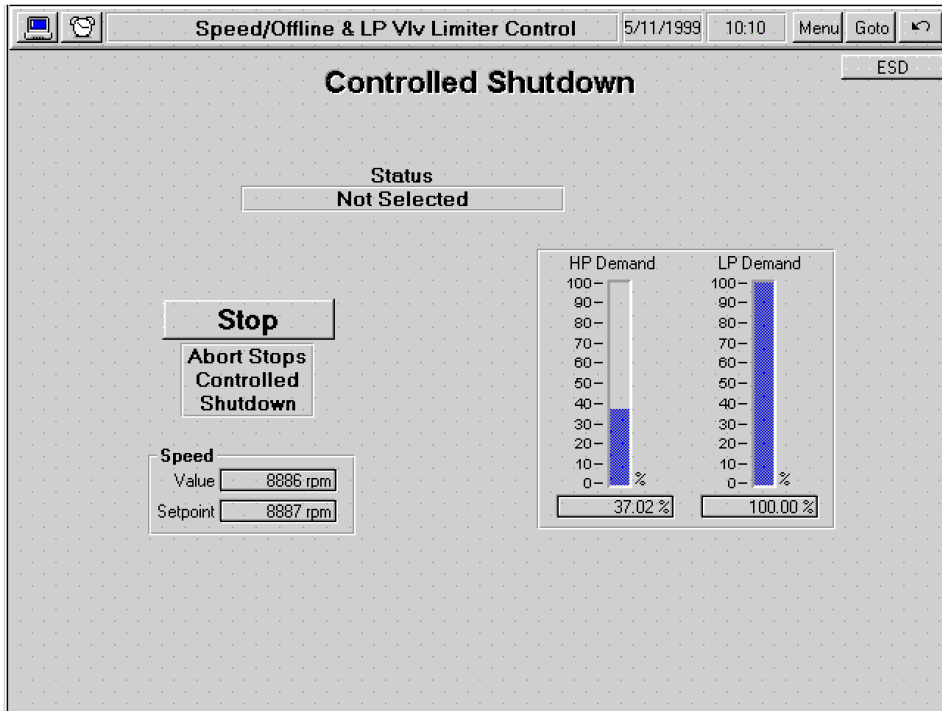 Speed/Offline & LP Vlv Limiter Control 5/11/1999 10:10 Menu Goto
ESD
Controlled Shutdown
Status
Not Selected
HP Demand LP Demand
100 100
90 90
80 80
70 70
60 60
50 50
40 40
30 30
20 20
10 10
0 % 0 %
37.02 % 100.00 %
Stop
Abort Stops
Controlled
Shutdown
Speed
Value 8886 rpm
Setpoint 8887 rpm